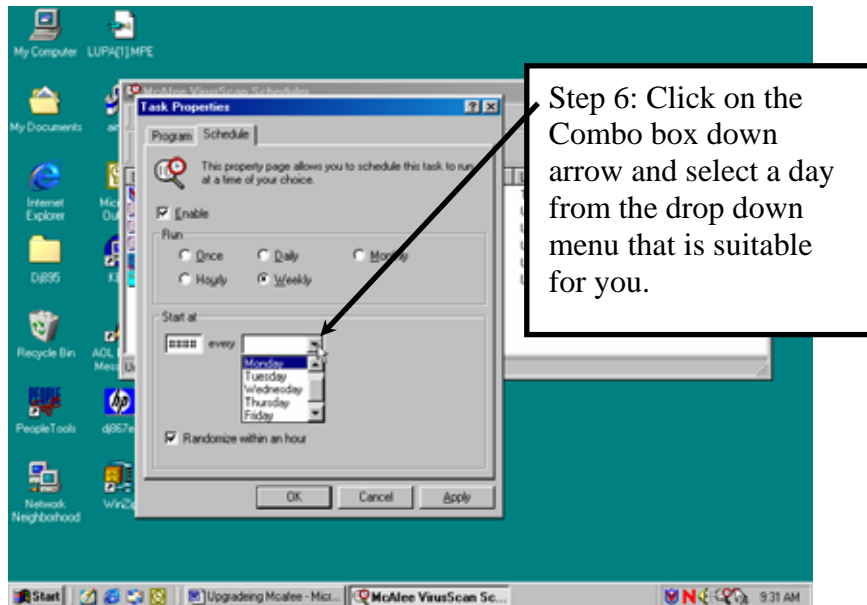 My Computer
LUPA[1].MPE
My Documents
Internet
Explorer
Dj895
Recycle Bin
PeopleTools
dj867e
Network
Neighborhood
McAfee VirusScan Scheduler
Task Properties
Program
Schedule
This property page allows you to schedule this task to run
at a time of your choice.
Enable
Run
Once
Daily
Monthly
Hourly
Weekly
Start at
#### every
Monday
Tuesday
Wednesday
Thursday
Friday
Randomize within an hour
OK
Cancel
Apply
Step 6: Click on the
Combo box down
arrow and select a day
from the drop down
menu that is suitable
for you.
Start
Upgradeing Mcafee - Micr...
McAfee VirusScan Sc...
9:31 AM